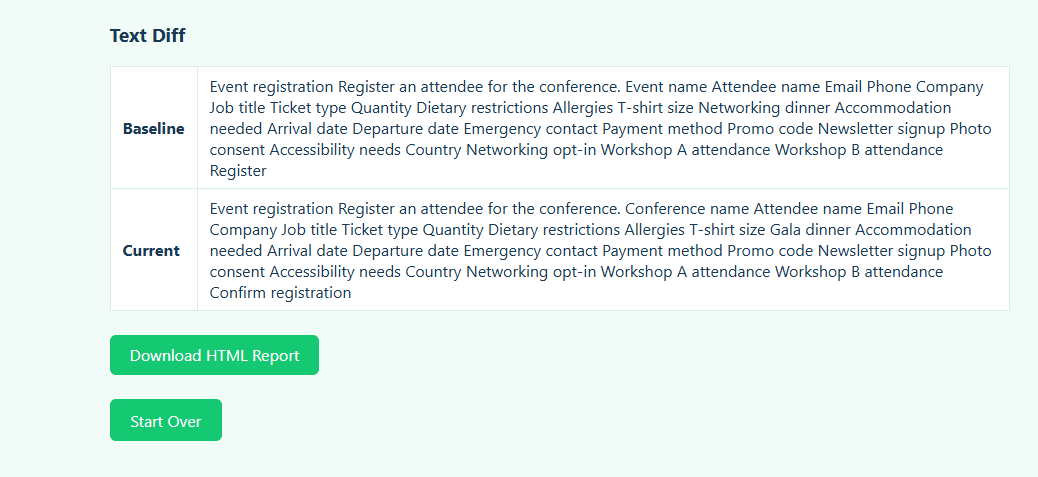 Text Diff
Baseline
Event registration Register an attendee for the conference. Event name Attendee name Email Phone Company
Job title Ticket type Quantity Dietary restrictions Allergies T-shirt size Networking dinner Accommodation
needed Arrival date Departure date Emergency contact Payment method Promo code Newsletter signup Photo
consent Accessibility needs Country Networking opt-in Workshop A attendance Workshop B attendance
Register
Current
Event registration Register an attendee for the conference. Conference name Attendee name Email Phone
Company Job title Ticket type Quantity Dietary restrictions Allergies T-shirt size Gala dinner Accommodation
needed Arrival date Departure date Emergency contact Payment method Promo code Newsletter signup Photo
consent Accessibility needs Country Networking opt-in Workshop A attendance Workshop B attendance
Confirm registration
Download HTML Report
Start Over